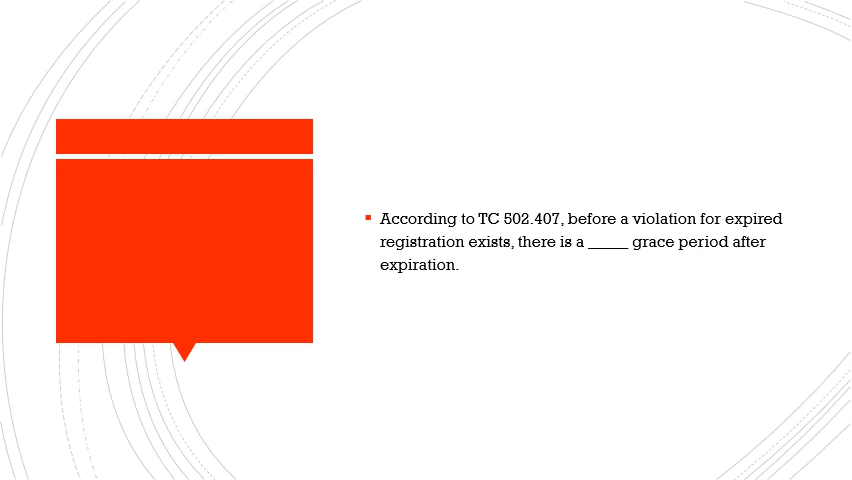 According to TC 502.407, before a violation for expired
registration exists, there is a _____ grace period after
expiration.